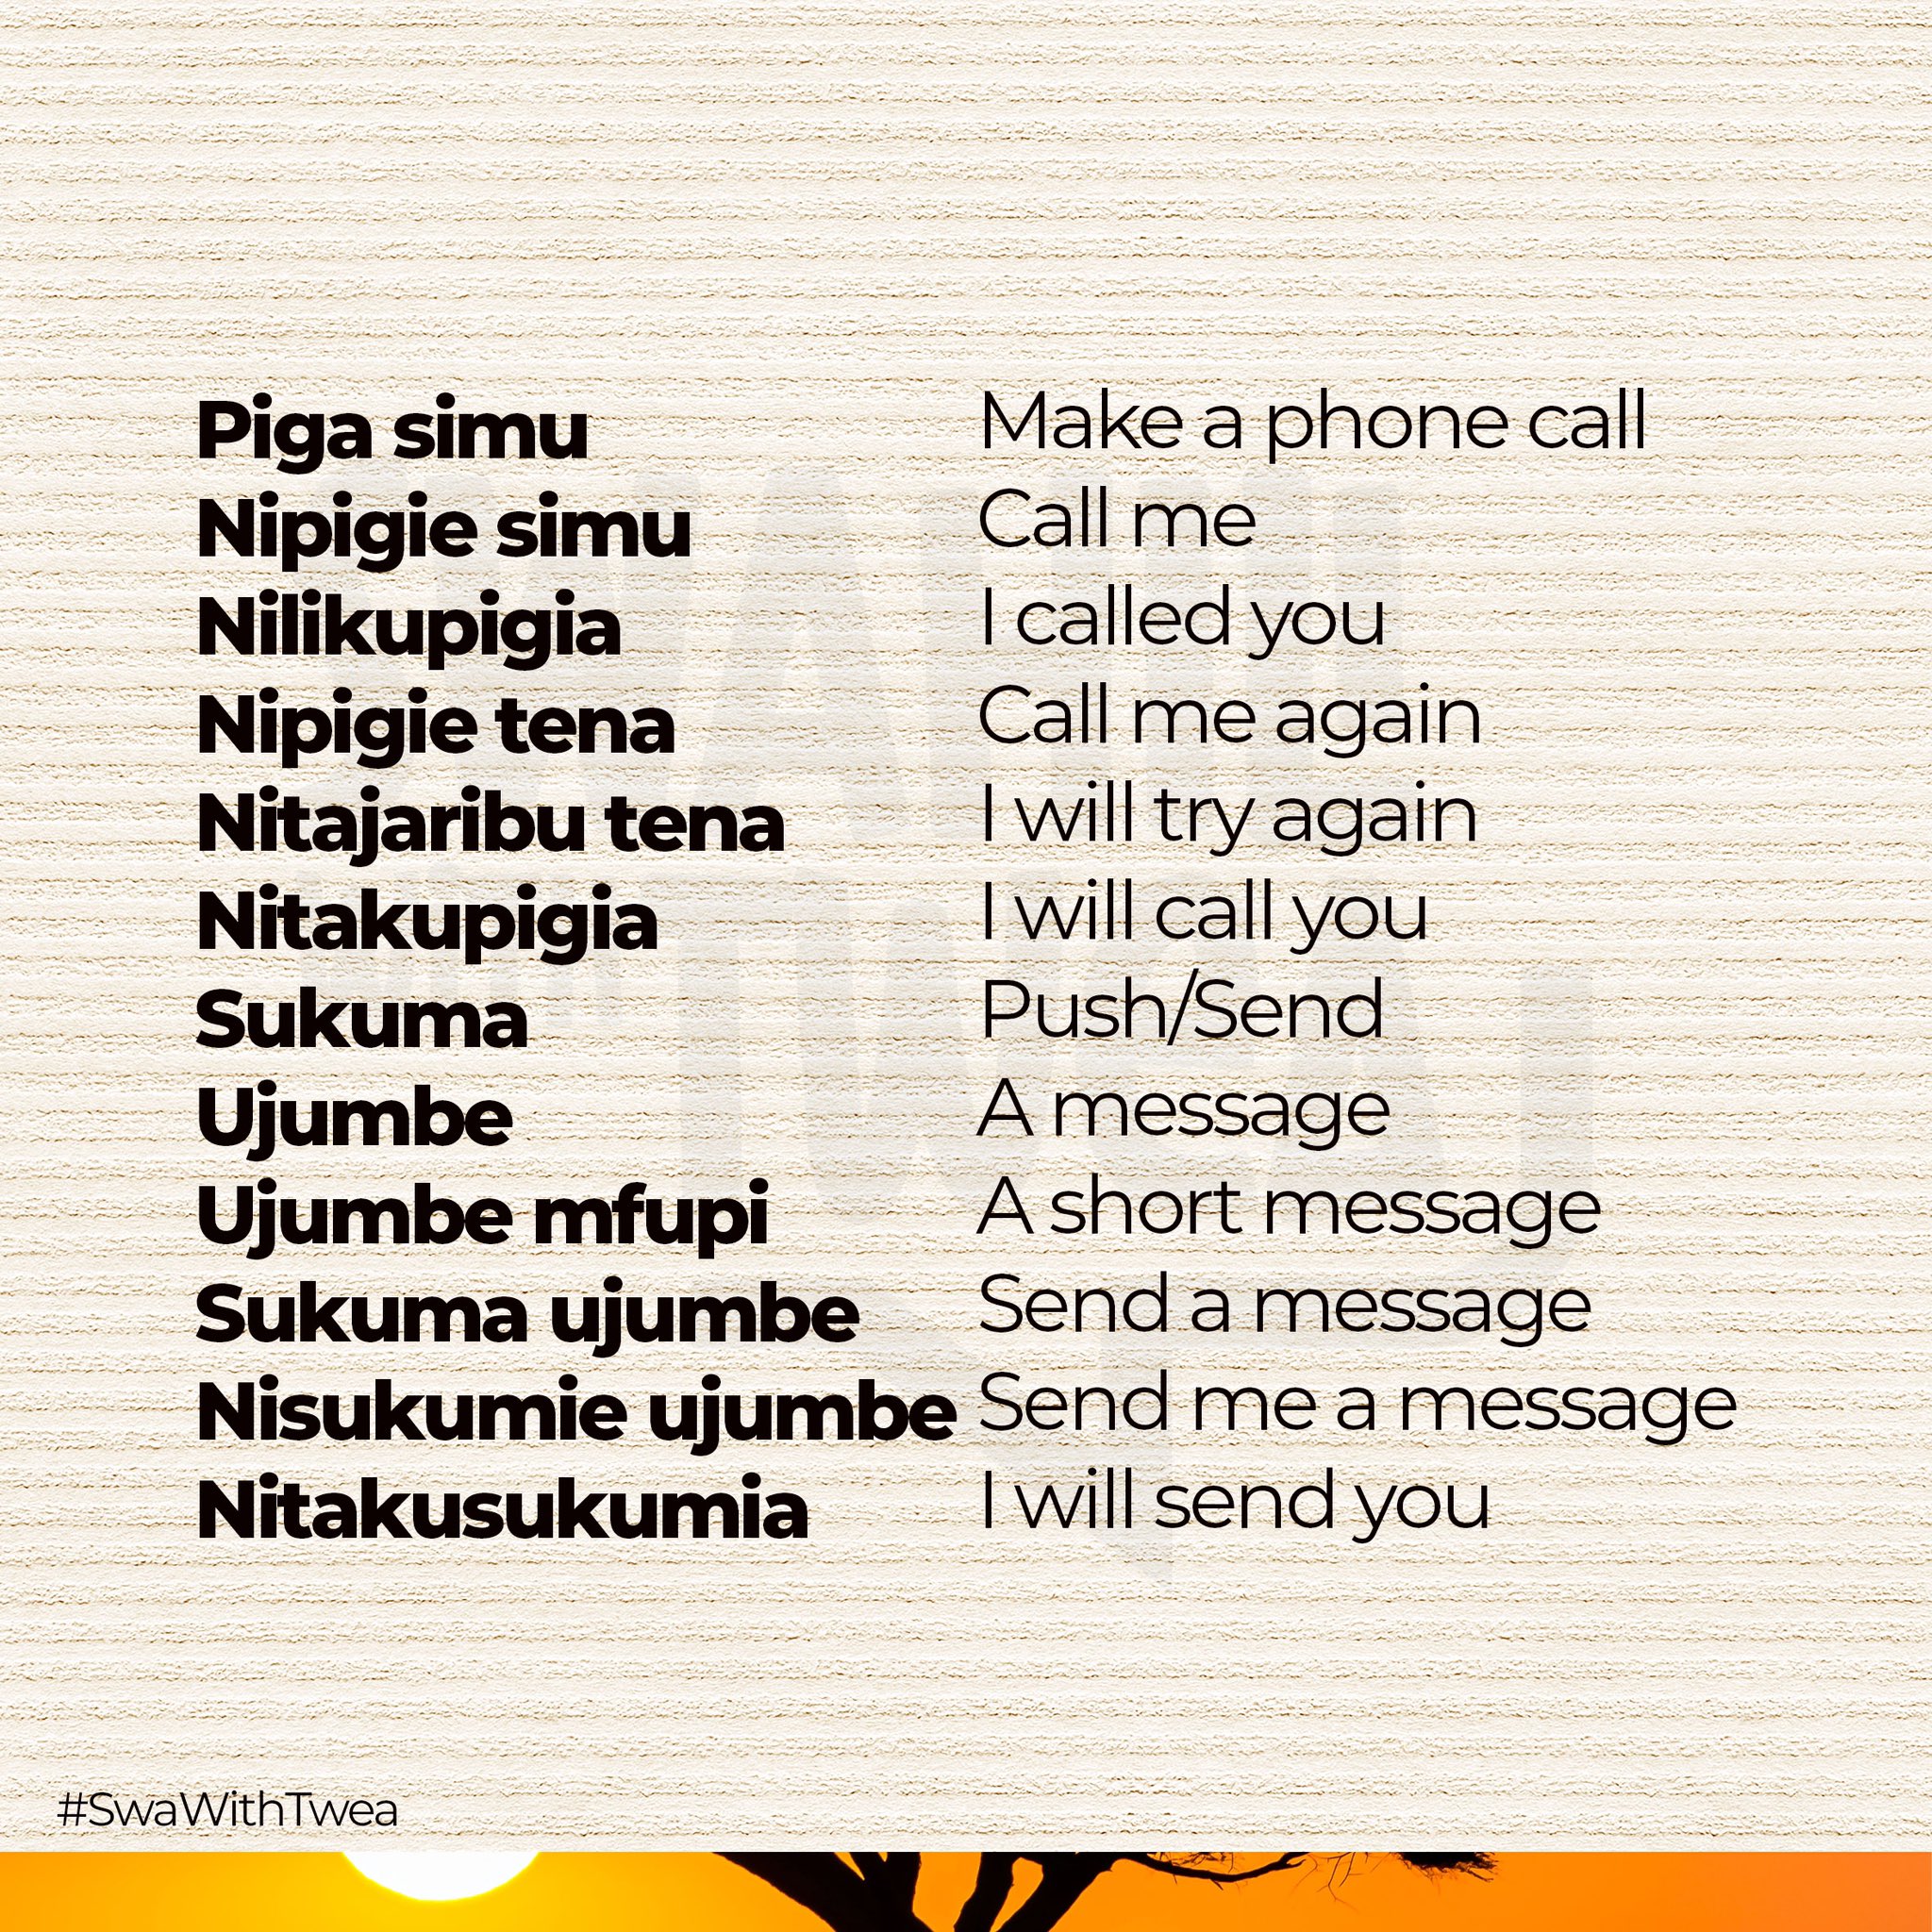 Piga simu Make a phone call
Nipigie simu Call me
Nilikupigia I called you
Nipigie tena Call me again
Nitajaribu tena I will try again
Nitakupigia I will call you
Sukuma Push/Send
Ujumbe A message
Ujumbe mfupi A short message
Sukuma ujumbe Send a message
Nisukumie ujumbe Send me a message
Nitakusukumia I will send you
#SwaWithTwea